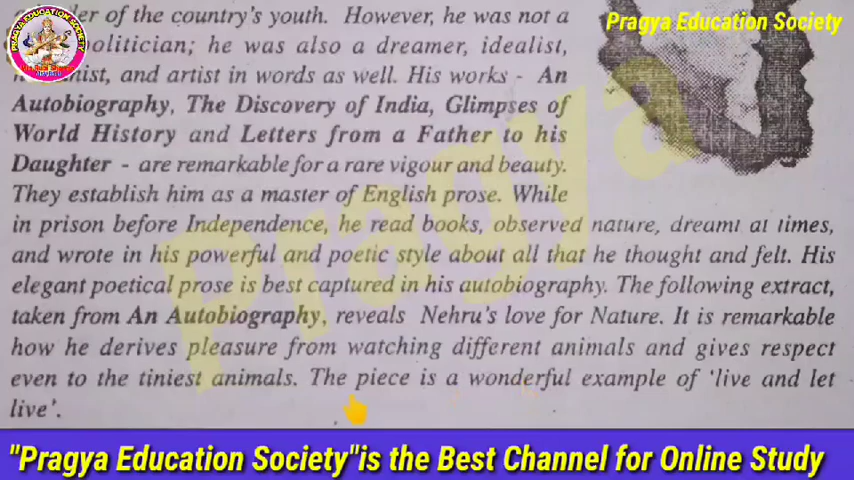 of the country's youth. However, he was not a
Pragya Education Society
politician; he was also a dreamer, idealist,
and artist in words as well. His works - An
Autobiography, The Discovery of India, Glimpses of
World History and Letters from a Father to his
Daughter - are remarkable for a rare vigour and beauty.
They establish him as a master of English prose. While
in prison before Independence, he read books, observed nature, dreamt at times,
and wrote in his powerful and poetic style about all that he thought and felt. His
elegant poetical prose is best captured in his autobiography. The following extract,
taken from An Autobiography, reveals Nehru's love for Nature. It is remarkable
how he derives pleasure from watching different animals and gives respect
even to the tiniest animals. The piece is a wonderful example of 'live and let
live'.
Pragya
"Pragya Education Society"is the Best Channel for Online Study